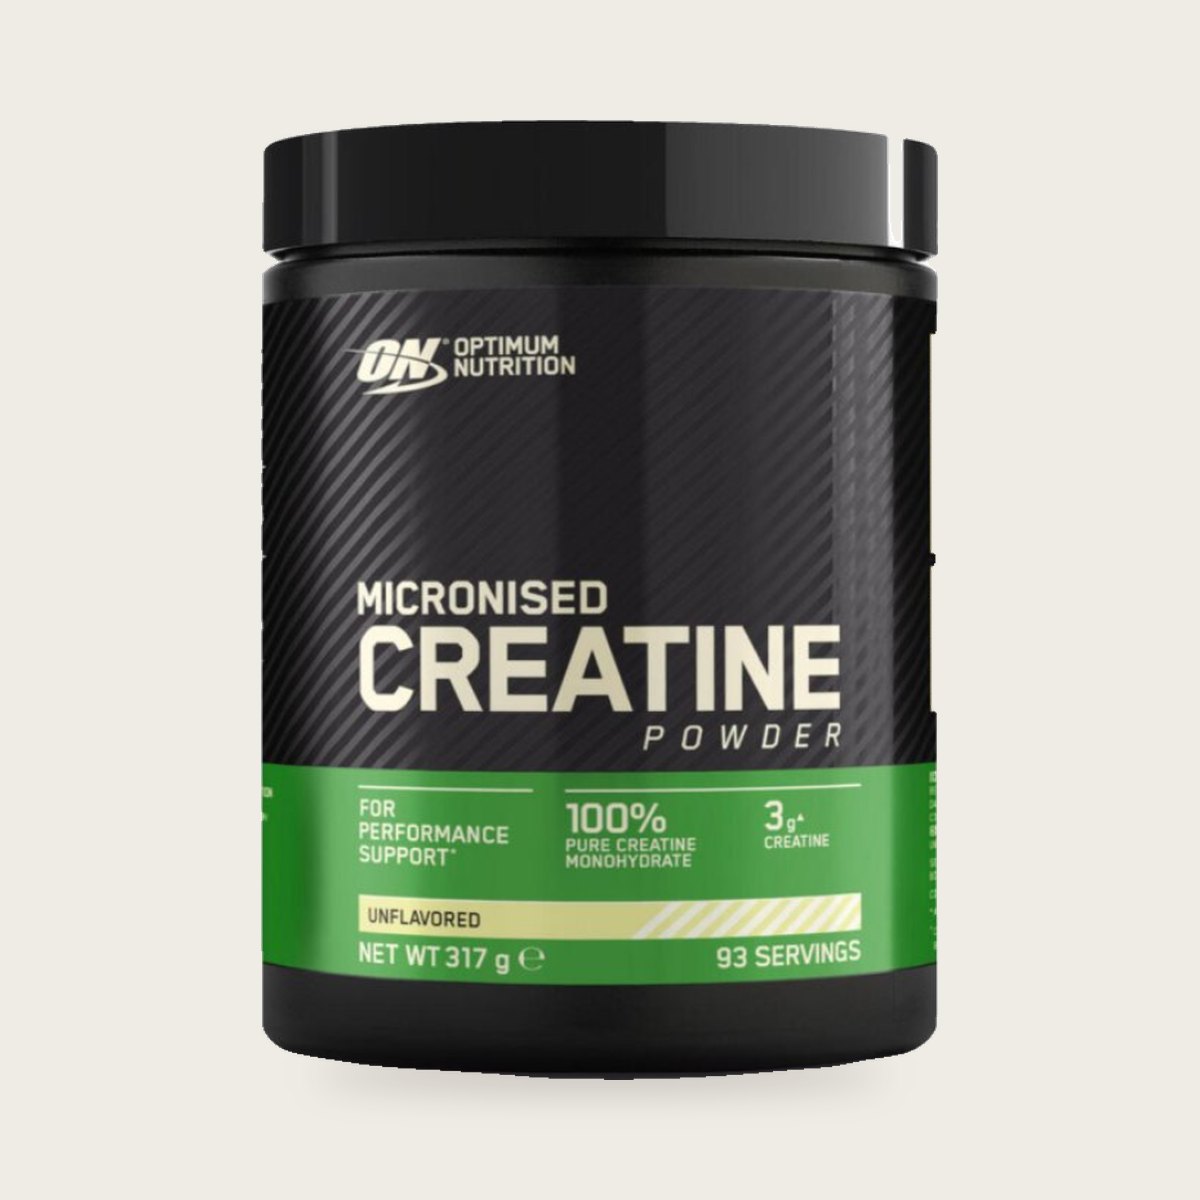 ON®
OPTIMUM
NUTRITION
MICRONISED
CREATINE
POWDER
FOR
PERFORMANCE
SUPPORT*
100%
PURE CREATINE
MONOHYDRATE
3g▲
CREATINE
UNFLAVORED
NET WT 317 g ℮
93 SERVINGS